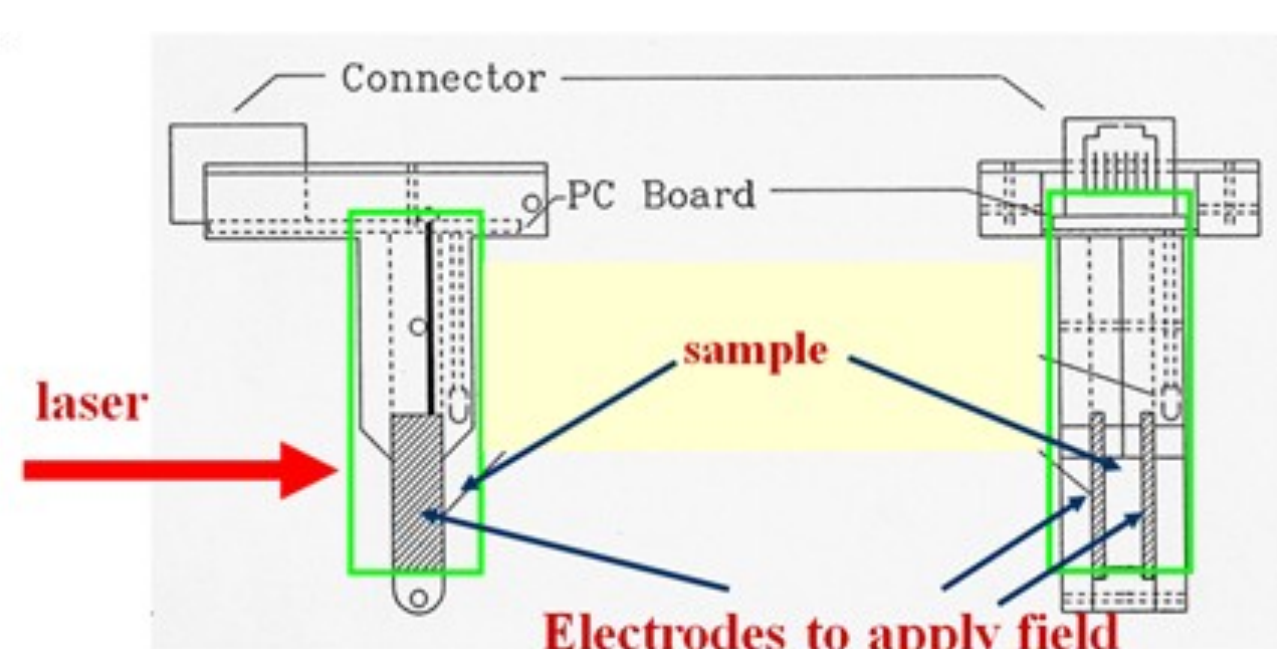 Connector
PC Board
sample
laser
Electrodes to apply field